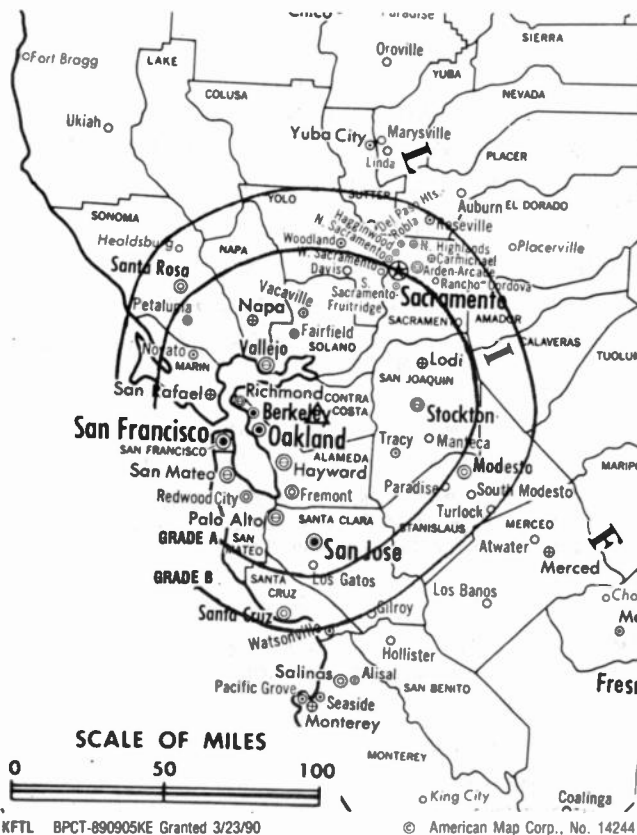 Chico
Paradise
SIERRA
Oroville
Fort Bragg
LAKE
YUBA
COLUSA
NEVADA
Ukiah
Yuba City
Marysville
Linda
L
PLACER
SUTTER
YOLO
Del Paso Hts.
Auburn
EL DORADO
SONOMA
Robla
Roseville
Hagginwood
N. Sacramento
N. Highlands
Healdsburg
NAPA
Woodland
W. Sacramento
Carmichael
Placerville
Davis
Arden-Arcade
Santa Rosa
Rancho Cordova
Vacaville
S. Sacramento-
Fruitridge
Sacramento
Petaluma
Napa
SACRAMENTO
AMADOR
Fairfield
SOLANO
CALAVERAS
Novato
Vallejo
I
MARIN
Lodi
TUOLU
San Rafael
SAN JOAQUIN
Richmond
CONTRA
COSTA
Berkeley
Stockton
San Francisco
Oakland
SAN FRANCISCO
ALAMEDA
Tracy
Manteca
Hayward
Modesto
MARIPO
San Mateo
Paradise
South Modesto
Redwood City
Fremont
Turlock
Palo Alto
SANTA CLARA
STANISLAUS
MERCED
GRADE A
SAN
MATEO
San Jose
Atwater
F
Merced
Los Gatos
GRADE B
SANTA
CRUZ
Los Banos
Santa Cruz
Gilroy
Watsonville
Hollister
Salinas
Alisal
Pacific Grove
SAN BENITO
Fresn
Seaside
Monterey
SCALE OF MILES
MONTEREY
0 50 100
King City
Coalinga
KFTL BPCT-890905KE Granted 3/23/90
© American Map Corp., No. 14244